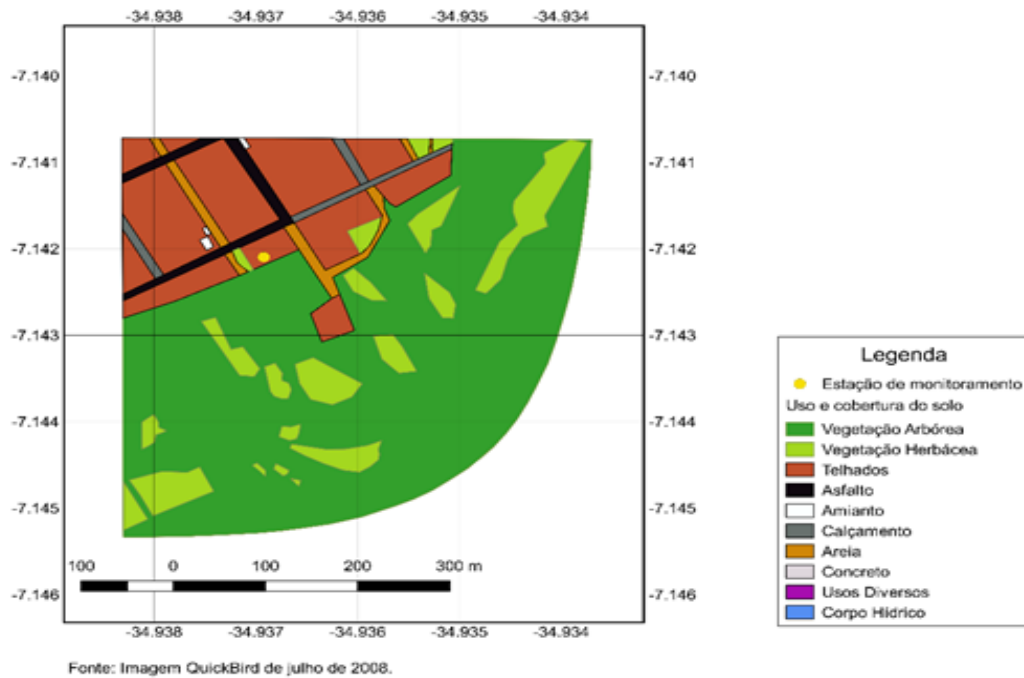 -34.938 -34.937 -34.936 -34.935 -34.934
-7.140 -7.140
-7.141 -7.141
-7.142 -7.142
-7.143 -7.143
-7.144 -7.144
-7.145 -7.145
100 0 100 200 300 m
-7.146 -7.146
-34.938 -34.937 -34.936 -34.935 -34.934
Legenda
Estação de monitoramento
Uso e cobertura do solo
Vegetação Arbórea
Vegetação Herbácea
Telhados
Asfalto
Amianto
Calçamento
Areia
Concreto
Usos Diversos
Corpo Hídrico
Fonte: Imagem QuickBird de julho de 2008.